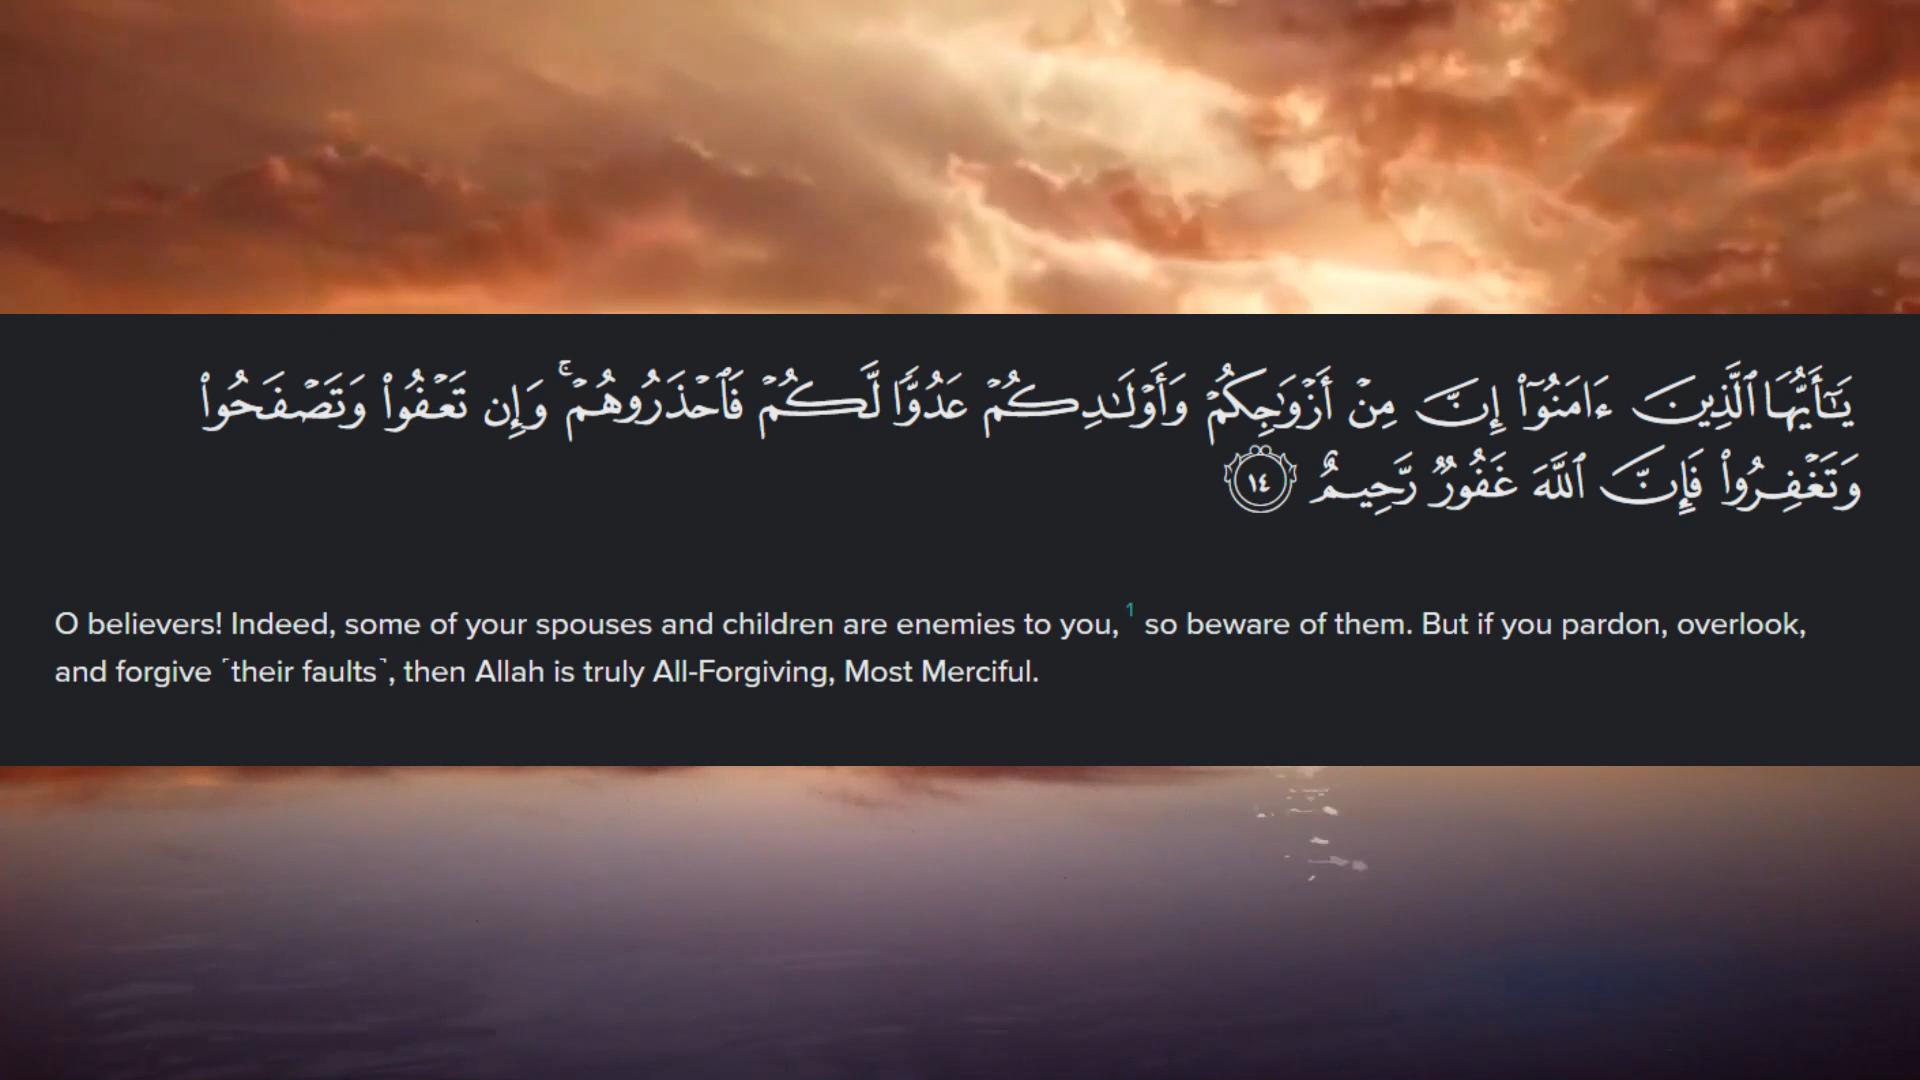 يَـٰٓأَيُّهَا ٱلَّذِينَ ءَامَنُوٓا۟ إِنَّ مِنْ أَزْوَٰجِكُمْ وَأَوْلَـٰدِكُمْ عَدُوًّا لَّكُمْ فَٱحْذَرُوهُمْ ۚ وَإِن تَعْفُوا۟ وَتَصْفَحُوا۟
وَتَغْفِرُوا۟ فَإِنَّ ٱللَّهَ غَفُورٌ رَّحِيمٌ ١٤
O believers! Indeed, some of your spouses and children are enemies to you,¹ so beware of them. But if you pardon, overlook,
and forgive ˹their faults˺, then Allah is truly All-Forgiving, Most Merciful.